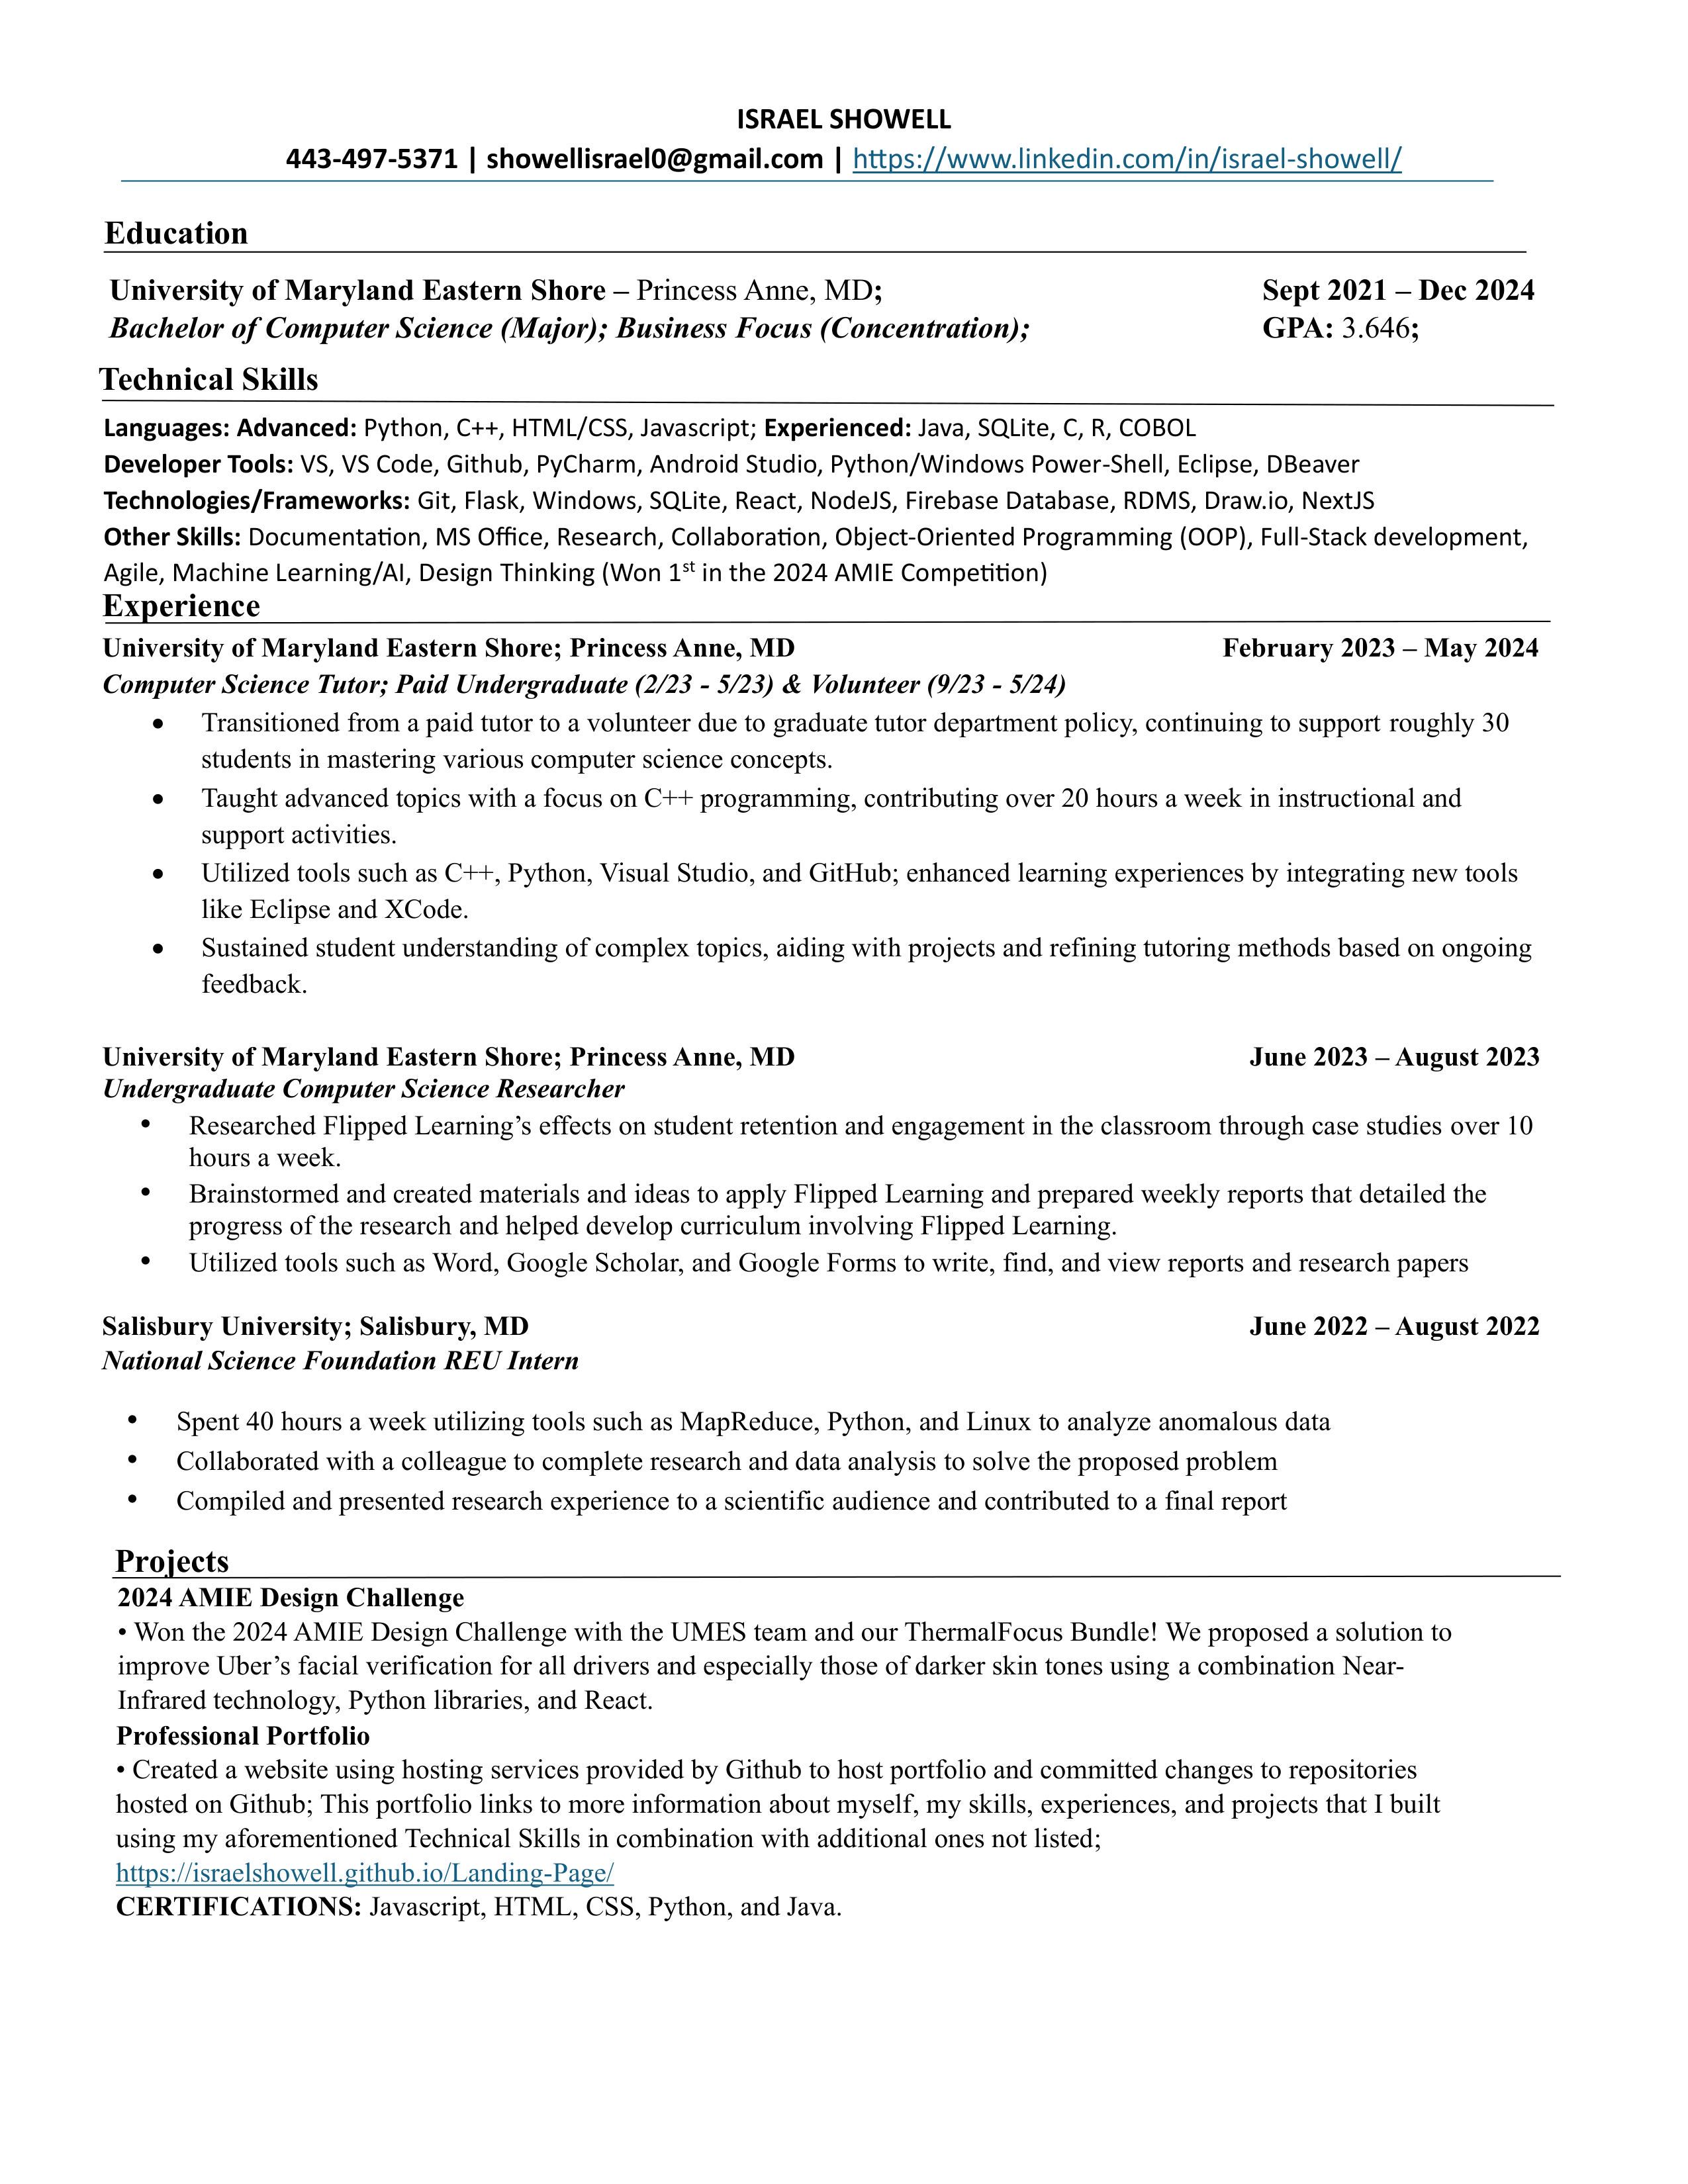 ISRAEL SHOWELL
443-497-5371 | showellisrael0@gmail.com | https://www.linkedin.com/in/israel-showell/
Education
University of Maryland Eastern Shore – Princess Anne, MD; Sept 2021 – Dec 2024
Bachelor of Computer Science (Major); Business Focus (Concentration); GPA: 3.646;
Technical Skills
Languages: Advanced: Python, C++, HTML/CSS, Javascript; Experienced: Java, SQLite, C, R, COBOL
Developer Tools: VS, VS Code, Github, PyCharm, Android Studio, Python/Windows Power-Shell, Eclipse, DBeaver
Technologies/Frameworks: Git, Flask, Windows, SQLite, React, NodeJS, Firebase Database, RDMS, Draw.io, NextJS
Other Skills: Documentation, MS Office, Research, Collaboration, Object-Oriented Programming (OOP), Full-Stack development,
Agile, Machine Learning/AI, Design Thinking (Won 1st in the 2024 AMIE Competition)
Experience
University of Maryland Eastern Shore; Princess Anne, MD February 2023 – May 2024
Computer Science Tutor; Paid Undergraduate (2/23 - 5/23) & Volunteer (9/23 - 5/24)
• Transitioned from a paid tutor to a volunteer due to graduate tutor department policy, continuing to support roughly 30
students in mastering various computer science concepts.
• Taught advanced topics with a focus on C++ programming, contributing over 20 hours a week in instructional and
support activities.
• Utilized tools such as C++, Python, Visual Studio, and GitHub; enhanced learning experiences by integrating new tools
like Eclipse and XCode.
• Sustained student understanding of complex topics, aiding with projects and refining tutoring methods based on ongoing
feedback.
University of Maryland Eastern Shore; Princess Anne, MD June 2023 – August 2023
Undergraduate Computer Science Researcher
• Researched Flipped Learning’s effects on student retention and engagement in the classroom through case studies over 10
hours a week.
• Brainstormed and created materials and ideas to apply Flipped Learning and prepared weekly reports that detailed the
progress of the research and helped develop curriculum involving Flipped Learning.
• Utilized tools such as Word, Google Scholar, and Google Forms to write, find, and view reports and research papers
Salisbury University; Salisbury, MD June 2022 – August 2022
National Science Foundation REU Intern
• Spent 40 hours a week utilizing tools such as MapReduce, Python, and Linux to analyze anomalous data
• Collaborated with a colleague to complete research and data analysis to solve the proposed problem
• Compiled and presented research experience to a scientific audience and contributed to a final report
Projects
2024 AMIE Design Challenge
• Won the 2024 AMIE Design Challenge with the UMES team and our ThermalFocus Bundle! We proposed a solution to
improve Uber’s facial verification for all drivers and especially those of darker skin tones using a combination Near-
Infrared technology, Python libraries, and React.
Professional Portfolio
• Created a website using hosting services provided by Github to host portfolio and committed changes to repositories
hosted on Github; This portfolio links to more information about myself, my skills, experiences, and projects that I built
using my aforementioned Technical Skills in combination with additional ones not listed;
https://israelshowell.github.io/Landing-Page/
CERTIFICATIONS: Javascript, HTML, CSS, Python, and Java.